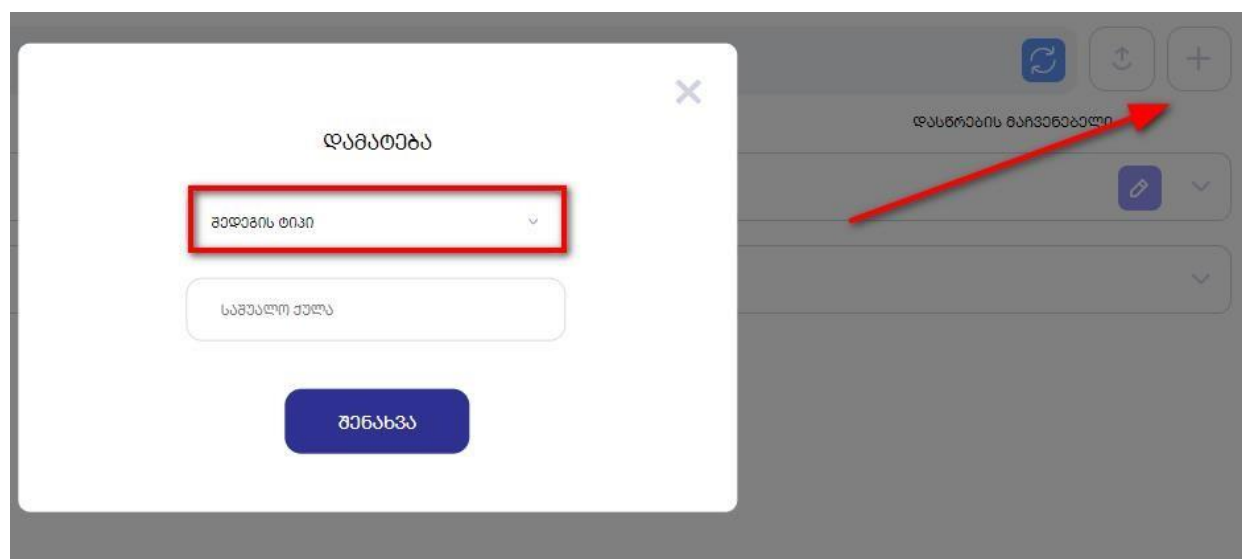 დასწრების მაჩვენებელი
დამატება
შედეგის ტიპი
საშუალო ქულა
შენახვა